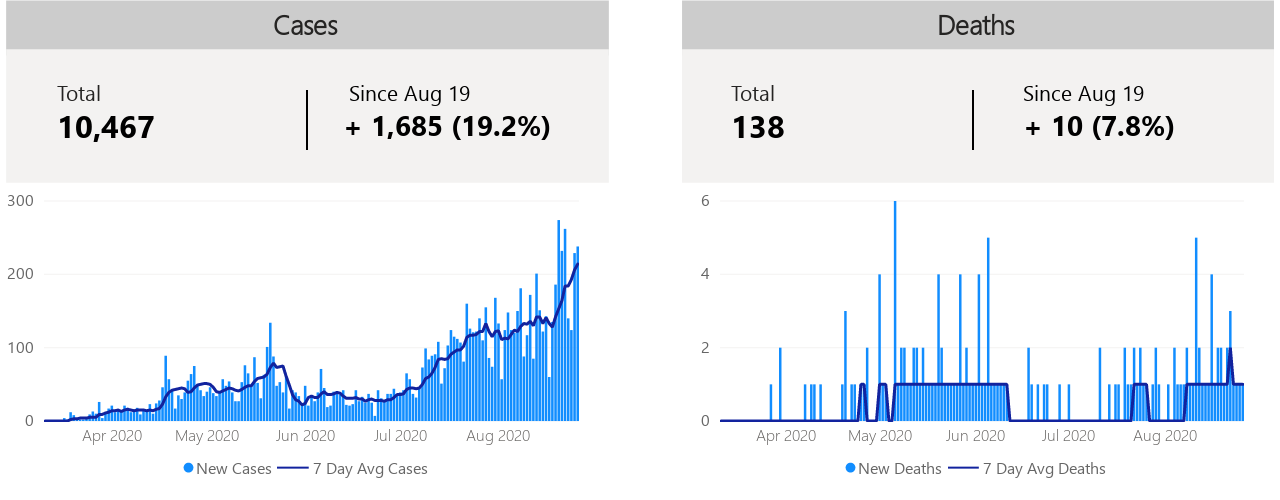 Cases
Total
10,467
Since Aug 19
+ 1,685 (19.2%)
300
200
100
0
Apr 2020 May 2020 Jun 2020 Jul 2020 Aug 2020
New Cases 7 Day Avg Cases
Deaths
Total
138
Since Aug 19
+ 10 (7.8%)
6
4
2
0
Apr 2020 May 2020 Jun 2020 Jul 2020 Aug 2020
New Deaths 7 Day Avg Deaths